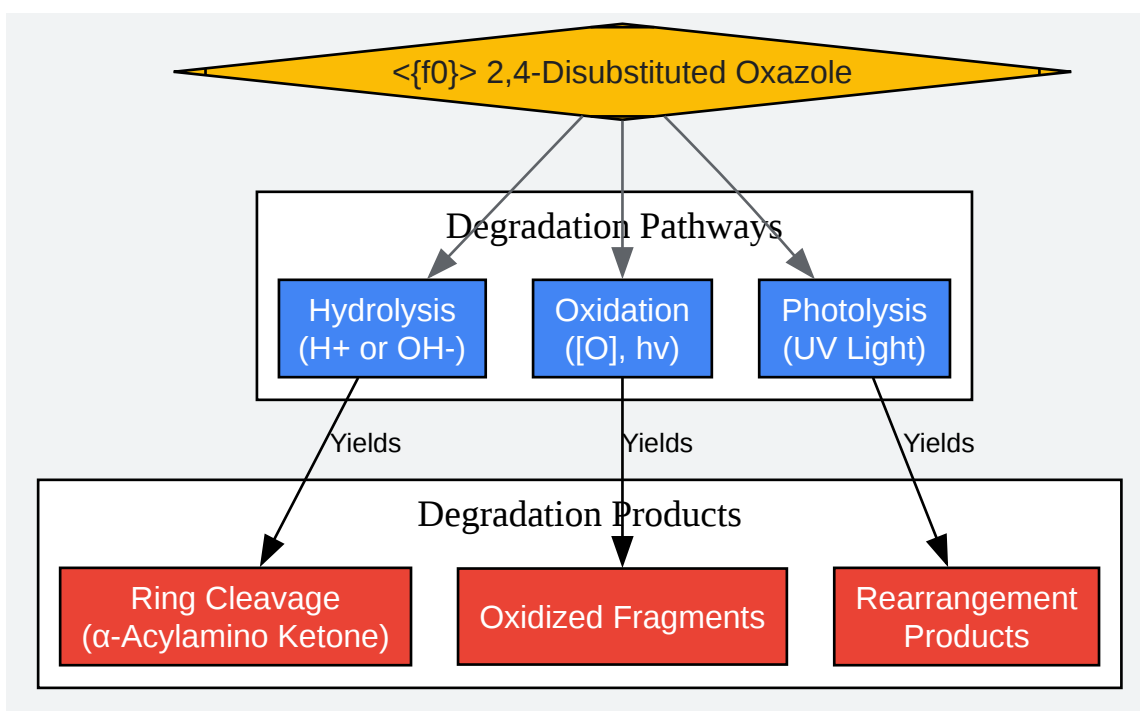 <{f0}> 2,4-Disubstituted Oxazole
Degradation Pathways
Hydrolysis
(H+ or OH-)
Oxidation
([O], hv)
Photolysis
(UV Light)
Yields
Yields
Yields
Degradation Products
Ring Cleavage
(α-Acylamino Ketone)
Oxidized Fragments
Rearrangement
Products